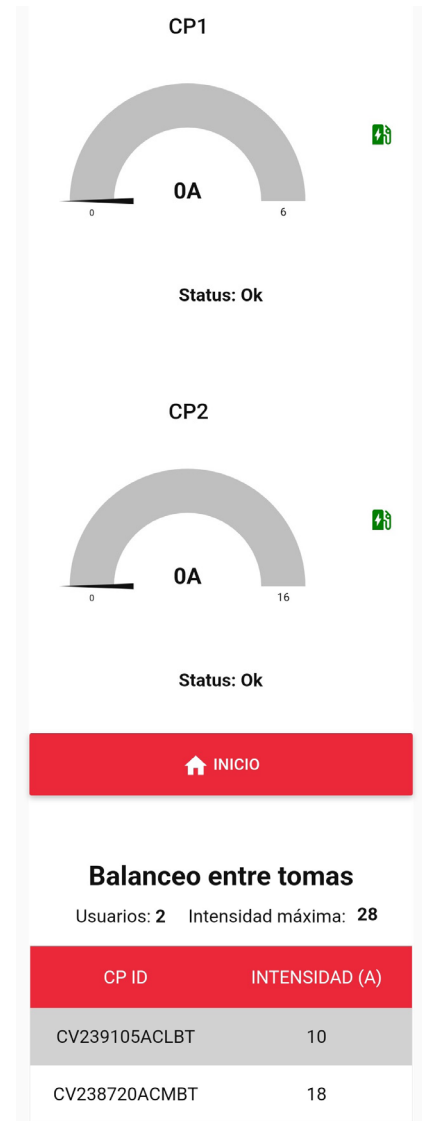 CP1
0A
0 6
Status: Ok
CP2
0A
0 16
Status: Ok
INICIO
Balanceo entre tomas
Usuarios: 2 Intensidad máxima: 28
CP ID INTENSIDAD (A)
CV239105ACLBT 10
CV238720ACMBT 18